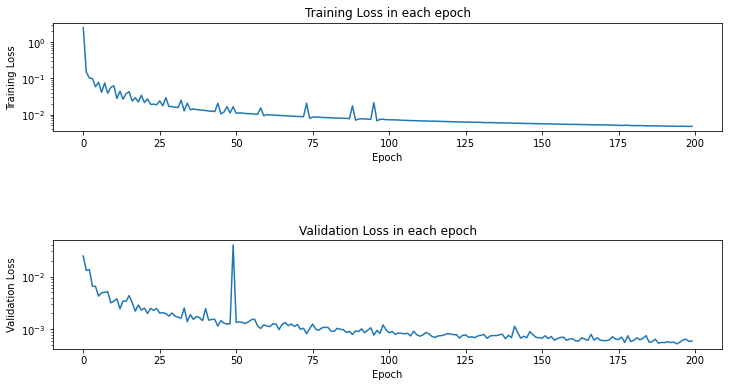 Training Loss in each epoch
Training Loss
10⁰
10⁻¹
10⁻²
0 25 50 75 100 125 150 175 200
Epoch
Validation Loss in each epoch
Validation Loss
10⁻²
10⁻³
0 25 50 75 100 125 150 175 200
Epoch